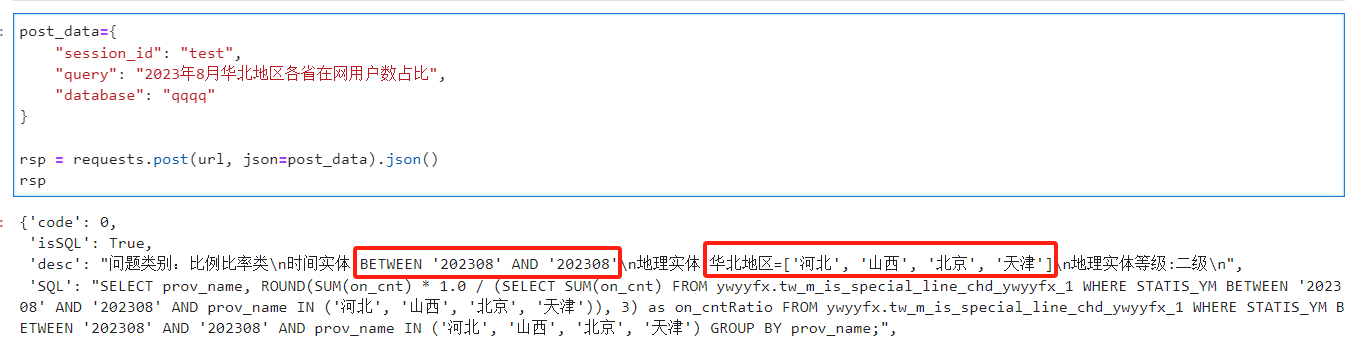 post_data={
"session_id": "test",
"query": "2023年8月华北地区各省在网用户数占比",
"database": "qqqq"
}
rsp = requests.post(url, json=post_data).json()
rsp
{'code': 0,
'isSQL': True,
'desc': "问题类别: 比例比率类\n时间实体 BETWEEN '202308' AND '202308'\n地理实体 华北地区=['河北', '山西', '北京', '天津']\n地理实体等级:二级\n",
'SQL': "SELECT prov_name, ROUND(SUM(on_cnt) * 1.0 / (SELECT SUM(on_cnt) FROM ywyyfx.tw_m_is_special_line_chd_ywyyfx_1 WHERE STATIS_YM BETWEEN '2023
08' AND '202308' AND prov_name IN ('河北', '山西', '北京', '天津')), 3) as on_cntRatio FROM ywyyfx.tw_m_is_special_line_chd_ywyyfx_1 WHERE STATIS_YM B
ETWEEN '202308' AND '202308' AND prov_name IN ('河北', '山西', '北京', '天津') GROUP BY prov_name;",